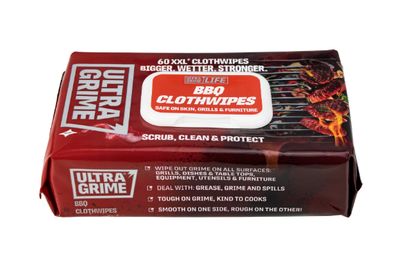 60 XXL+ CLOTHWIPES
BIGGER. WETTER. STRONGER.
ULTRA
GRIME
LIFE
BBQ
CLOTHWIPES
SAFE ON SKIN, GRILLS & FURNITURE
SCRUB, CLEAN & PROTECT
ULTRA
GRIME
BBQ
CLOTHWIPES
WIPE OUT GRIME ON ALL SURFACES:
GRILLS, DISHES & TABLE TOPS,
EQUIPMENT, UTENSILS & FURNITURE
DEAL WITH: GREASE, GRIME AND SPILLS
TOUGH ON GRIME, KIND TO COOKS
SMOOTH ON ONE SIDE, ROUGH ON THE OTHER!